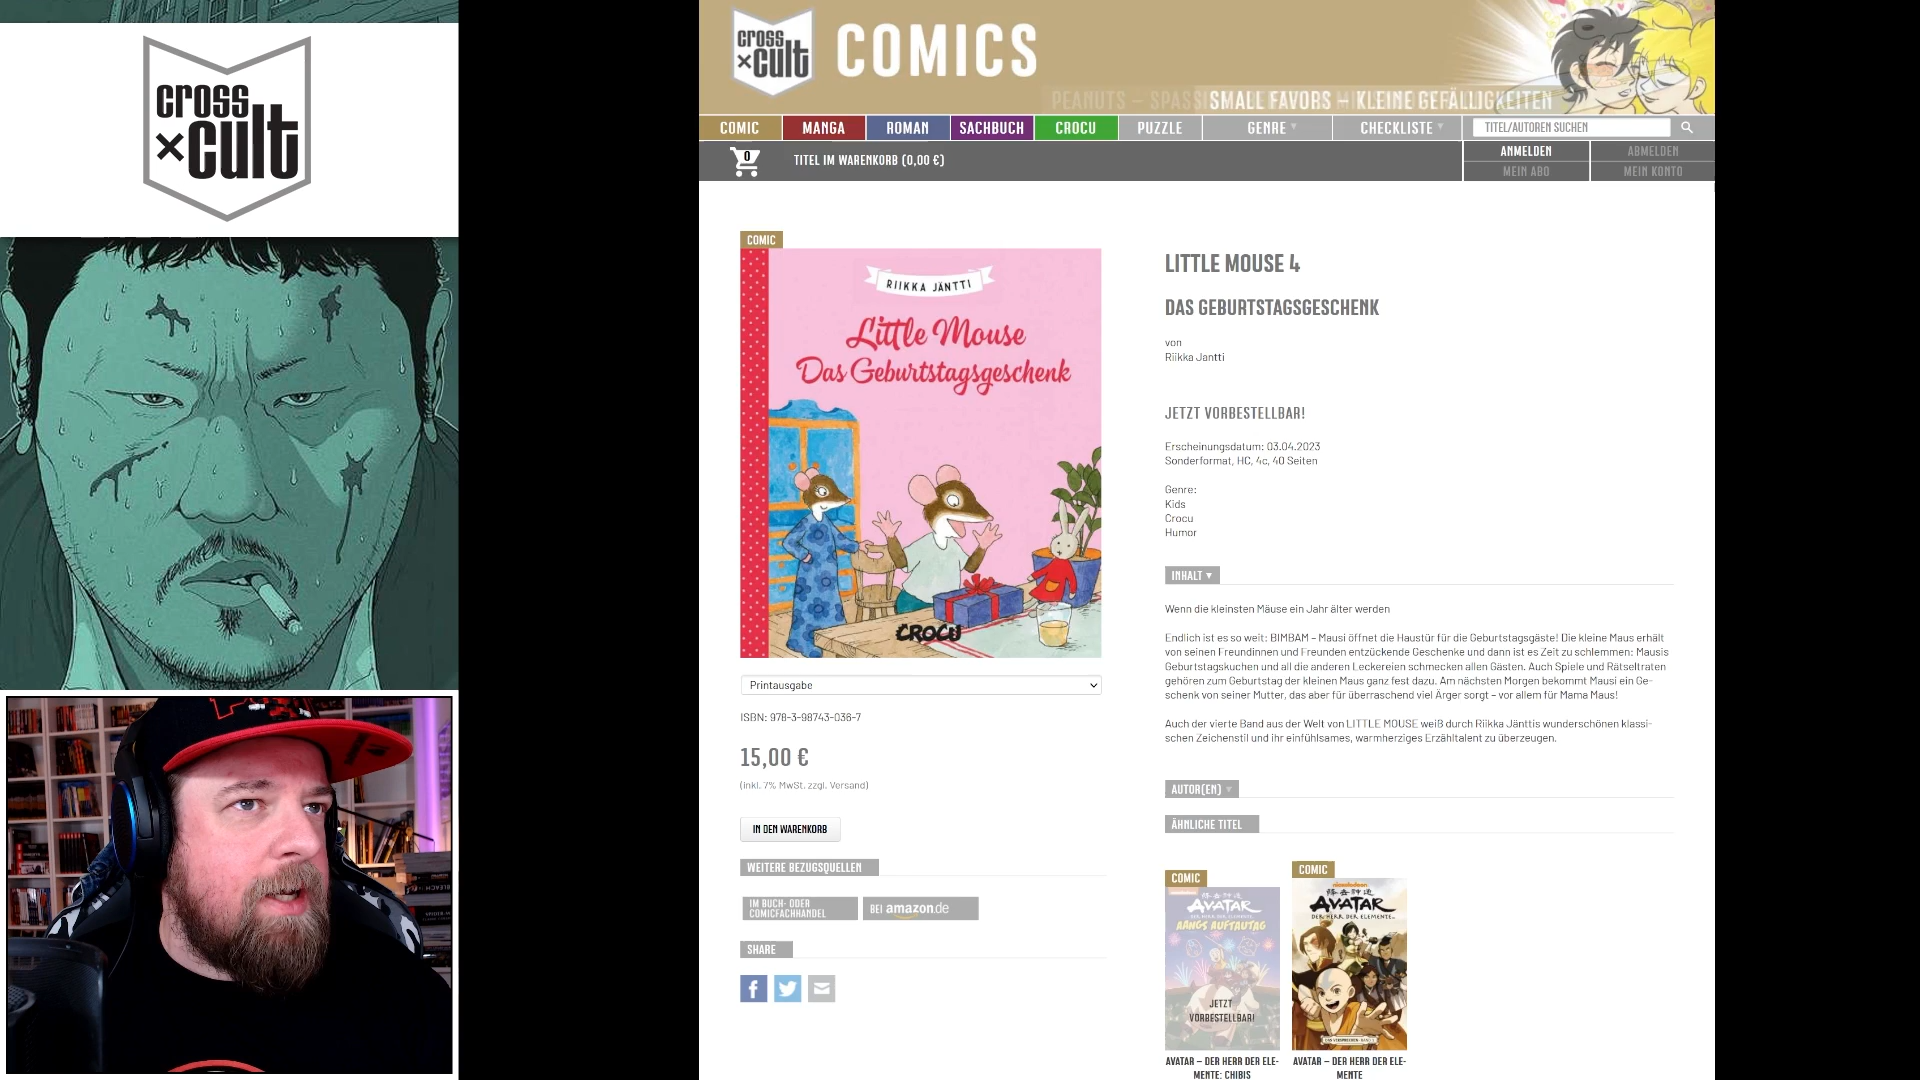 cross
×cult
cross
×cult
COMICS
SMALL FAVORS – KLEINE GEFÄLLIGKEITEN
COMIC
MANGA
ROMAN
SACHBUCH
CROCU
PUZZLE
GENRE ▼
CHECKLISTE ▼
TITEL/AUTOREN SUCHEN
0
TITEL IM WARENKORB (0,00 €)
ANMELDEN
ABMELDEN
MEIN ABO
MEIN KONTO
COMIC
RIIKKA JÄNTTI
Little Mouse
Das Geburtstagsgeschenk
CROCU
Printausgabe
ISBN: 978-3-98743-036-7
15,00 €
(inkl. 7% MwSt. zzgl. Versand)
IN DEN WARENKORB
WEITERE BEZUGSQUELLEN
IM BUCH- ODER
COMICFACHHANDEL
BEI amazon.de
SHARE
LITTLE MOUSE 4
DAS GEBURTSTAGSGESCHENK
von
Riikka Jantti
JETZT VORBESTELLBAR!
Erscheinungsdatum: 03.04.2023
Sonderformat, HC, 4c, 40 Seiten
Genre:
Kids
Crocu
Humor
INHALT ▼
Wenn die kleinsten Mäuse ein Jahr älter werden
Endlich ist es so weit: BIMBAM – Mausi öffnet die Haustür für die Geburtstagsgäste! Die kleine Maus erhält
von seinen Freundinnen und Freunden entzückende Geschenke und dann ist es Zeit zu schlemmen: Mausis
Geburtstagskuchen und all die anderen Leckereien schmecken allen Gästen. Auch Spiele und Rätselraten
gehören zum Geburtstag der kleinen Maus ganz fest dazu. Am nächsten Morgen bekommt Mausi ein Ge-
schenk von seiner Mutter, das aber für überraschend viel Ärger sorgt – vor allem für Mama Maus!
Auch der vierte Band aus der Welt von LITTLE MOUSE weiß durch Riikka Jänttis wunderschönen klassi-
schen Zeichenstil und ihr einfühlsames, warmherziges Erzähltalent zu überzeugen.
AUTOR(EN) ▼
ÄHNLICHE TITEL
COMIC
AVATAR
DER HERR DER ELEMENTE
AANGS AUFTAUTAG
JETZT
VORBESTELLBAR!
AVATAR – DER HERR DER ELE-
MENTE: CHIBIS
COMIC
nickelodeon
AVATAR
DER HERR DER ELEMENTE
AVATAR – DER HERR DER ELE-
MENTE
BLEACH